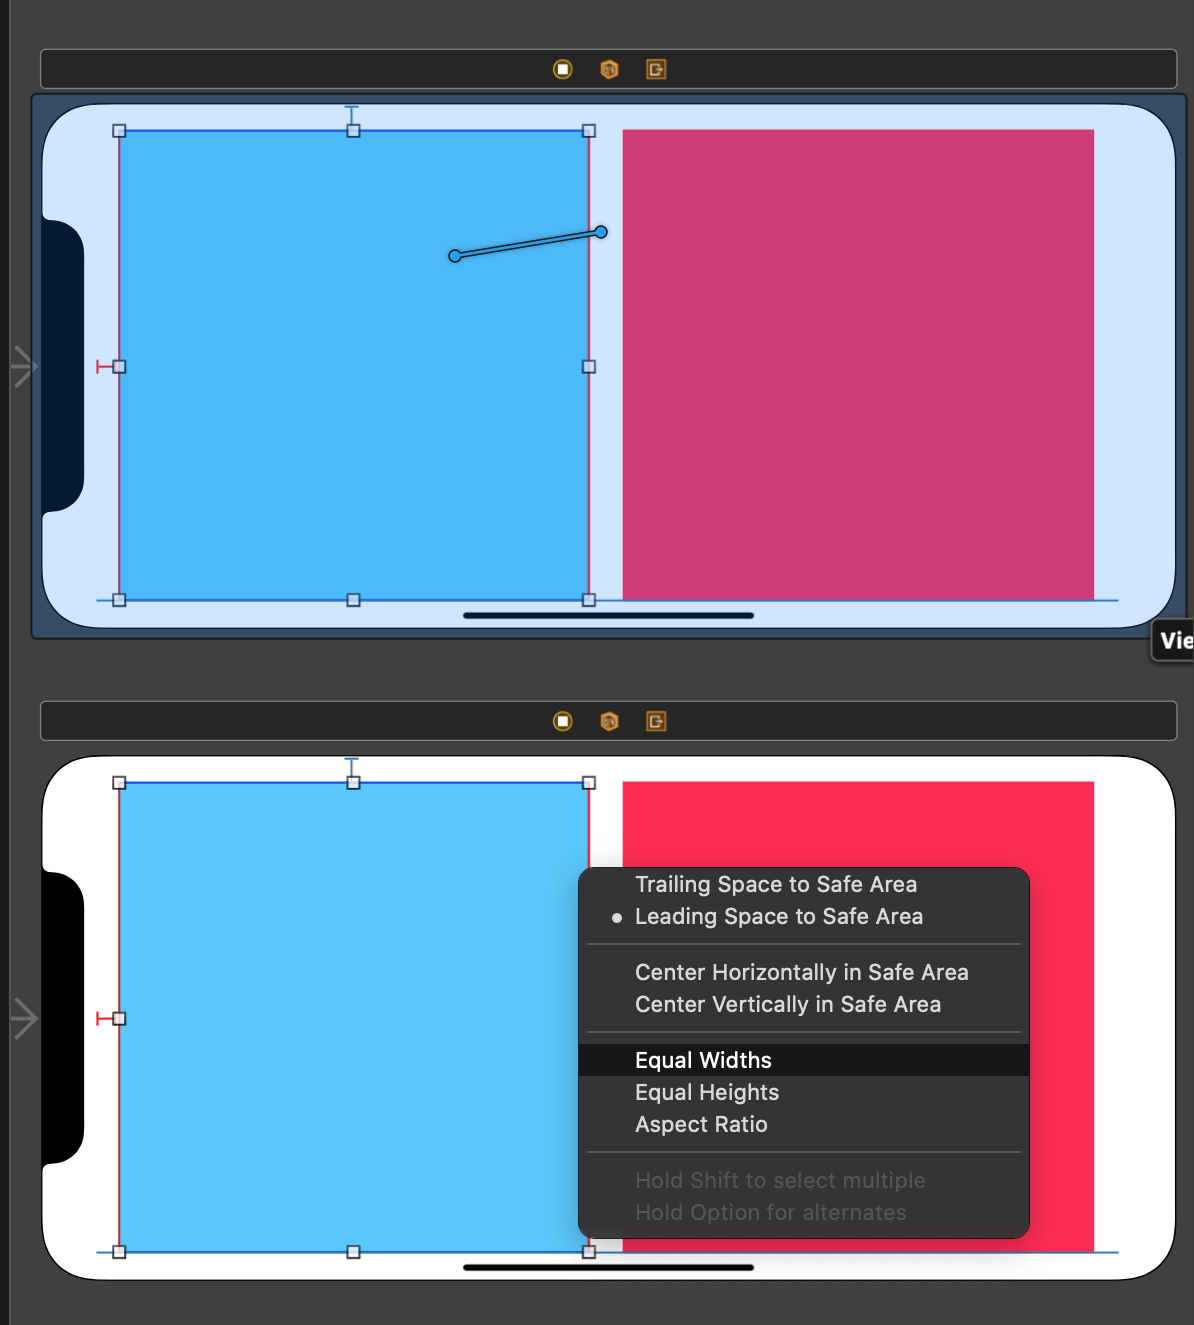 Vie
Trailing Space to Safe Area
Leading Space to Safe Area
Center Horizontally in Safe Area
Center Vertically in Safe Area
Equal Widths
Equal Heights
Aspect Ratio
Hold Shift to select multiple
Hold Option for alternates